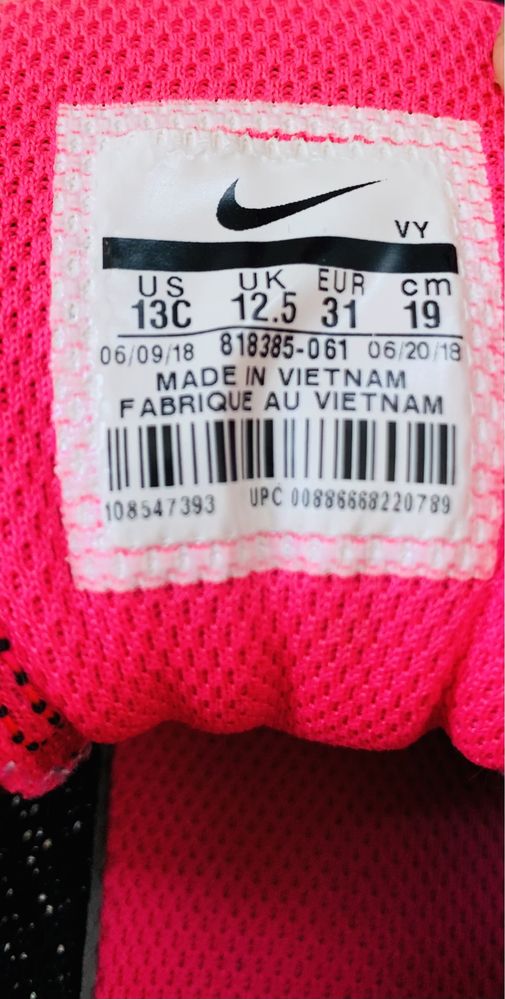 VY
US UK EUR cm
13C 12.5 31 19
06/09/18 818385-061 06/20/18
MADE IN VIETNAM
FABRIQUE AU VIETNAM
108547393 UPC 00886668220789